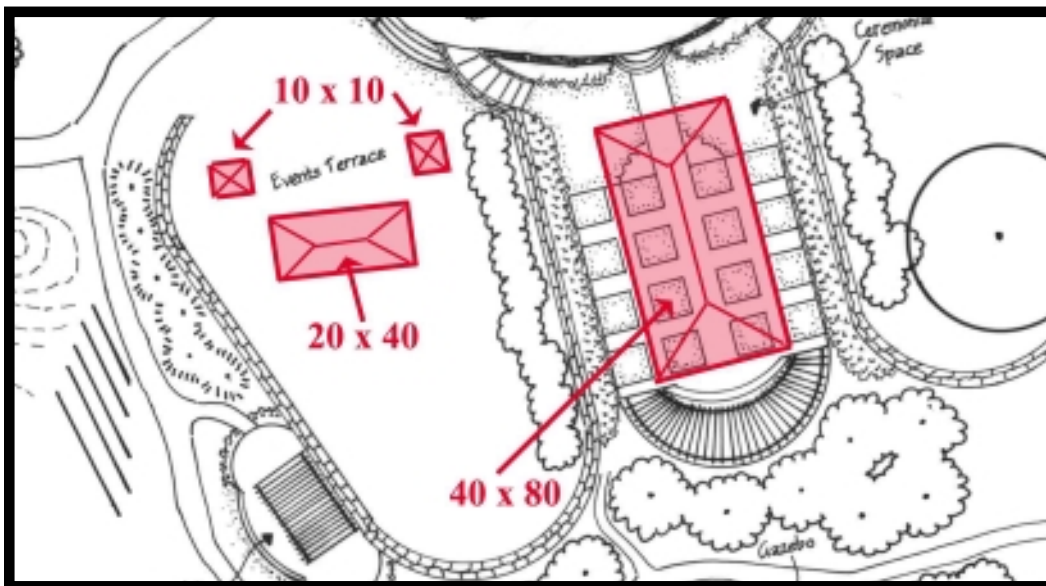 Ceremonial
Space
10 x 10
Events Terrace
20 x 40
40 x 80
Gazebo